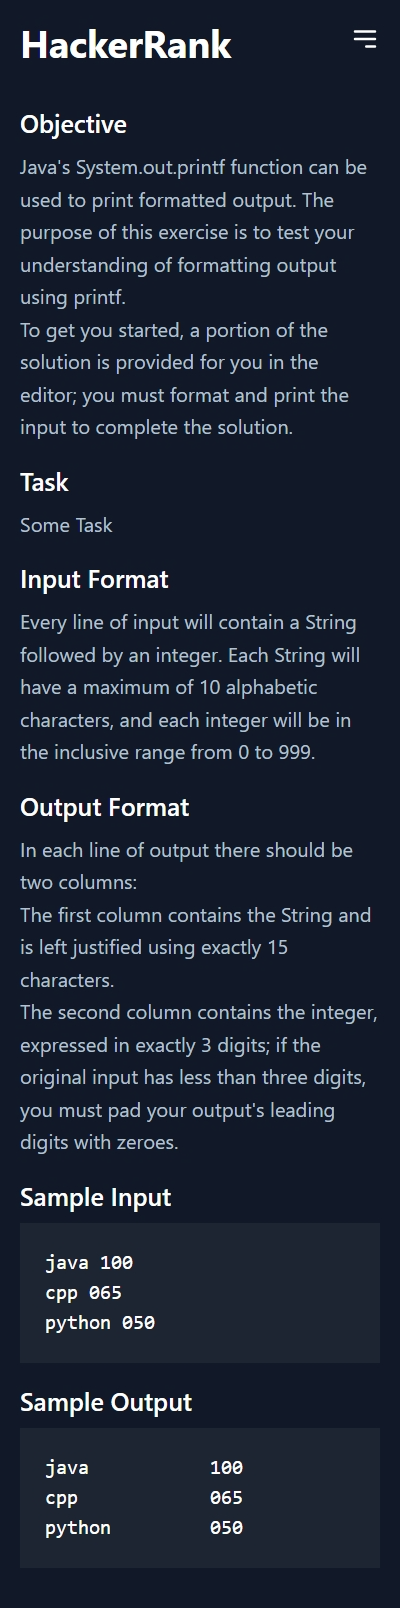 HackerRank
Objective
Java's System.out.printf function can be
used to print formatted output. The
purpose of this exercise is to test your
understanding of formatting output
using printf.
To get you started, a portion of the
solution is provided for you in the
editor; you must format and print the
input to complete the solution.
Task
Some Task
Input Format
Every line of input will contain a String
followed by an integer. Each String will
have a maximum of 10 alphabetic
characters, and each integer will be in
the inclusive range from 0 to 999.
Output Format
In each line of output there should be
two columns:
The first column contains the String and
is left justified using exactly 15
characters.
The second column contains the integer,
expressed in exactly 3 digits; if the
original input has less than three digits,
you must pad your output's leading
digits with zeroes.
Sample Input
java 100
cpp 065
python 050
Sample Output
java           100
cpp            065
python         050